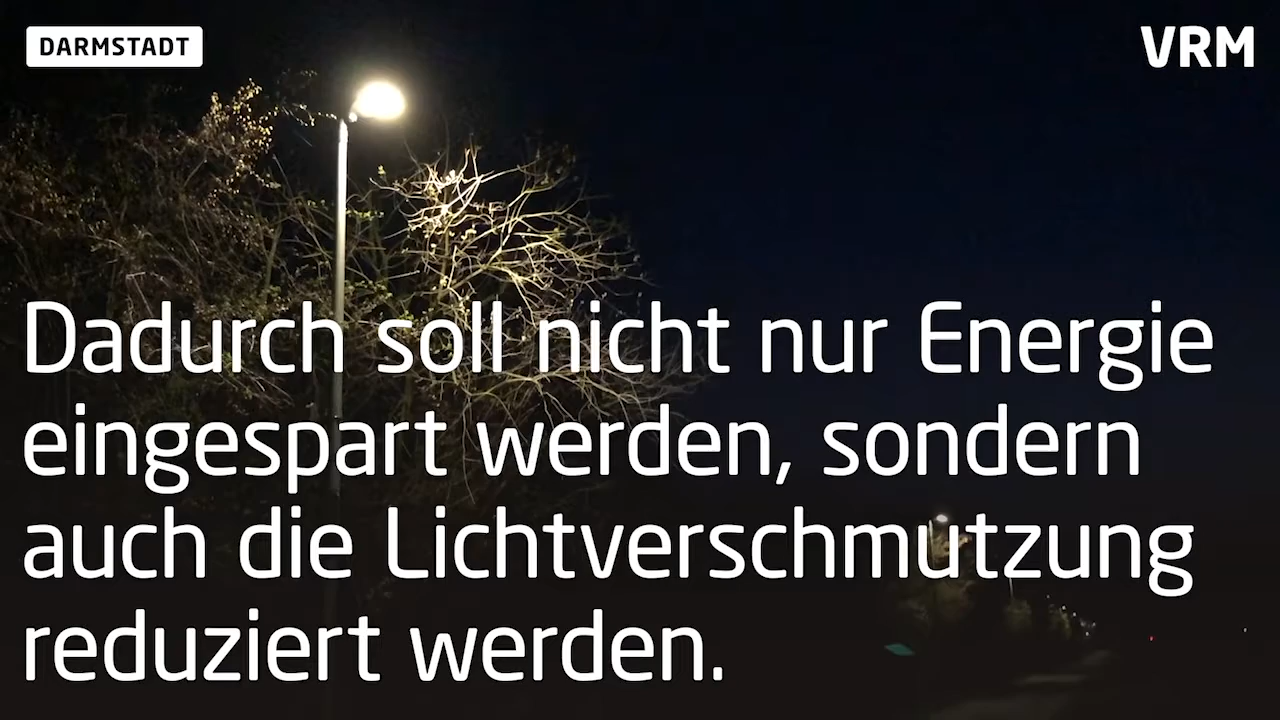 DARMSTADT
VRM
Dadurch soll nicht nur Energie
eingespart werden, sondern
auch die Lichtverschmutzung
reduziert werden.